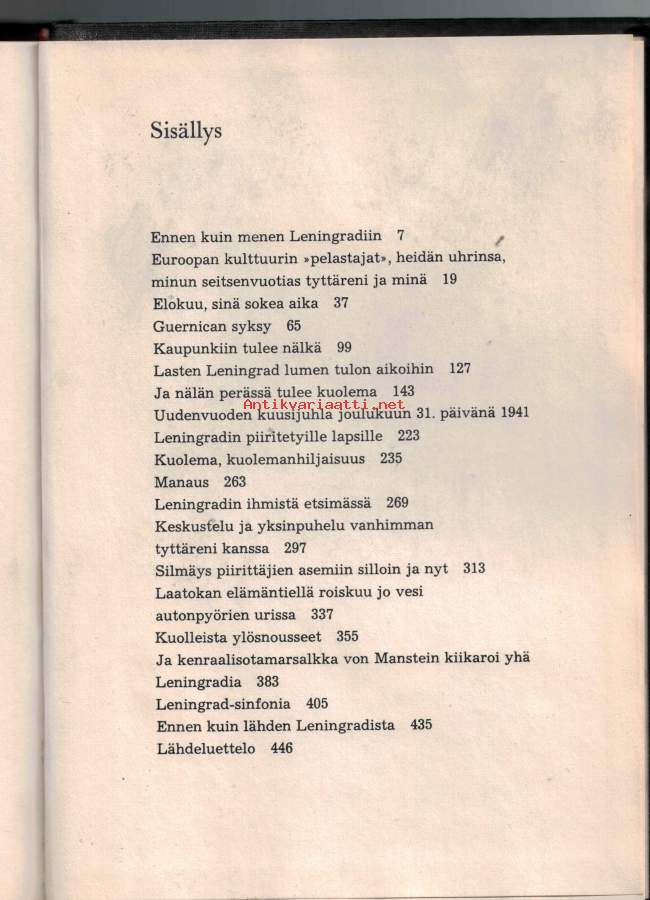 Sisällys
Ennen kuin menen Leningradiin 7
Euroopan kulttuurin »pelastajat», heidän uhrinsa,
minun seitsenvuotias tyttäreni ja minä 19
Elokuu, sinä sokea aika 37
Guernican syksy 65
Kaupunkiin tulee nälkä 99
Lasten Leningrad lumen tulon aikoihin 127
Ja nälän perässä tulee kuolema 143
Antikvariaatti.net
Uudenvuoden kuusijuhla joulukuun 31. päivänä 1941
Leningradin piiritetyille lapsille 223
Kuolema, kuolemanhiljaisuus 235
Manaus 263
Leningradin ihmistä etsimässä 269
Keskustelu ja yksinpuhelu vanhimman
tyttäreni kanssa 297
Silmäys piirittäjien asemiin silloin ja nyt 313
Laatokan elämäntiellä roiskuu jo vesi
autonpyörien urissa 337
Kuolleista ylösnousseet 355
Ja kenraalisotamarsalkka von Manstein kiikaroi yhä
Leningradia 383
Leningrad-sinfonia 405
Ennen kuin lähden Leningradista 435
Lähdeluettelo 446